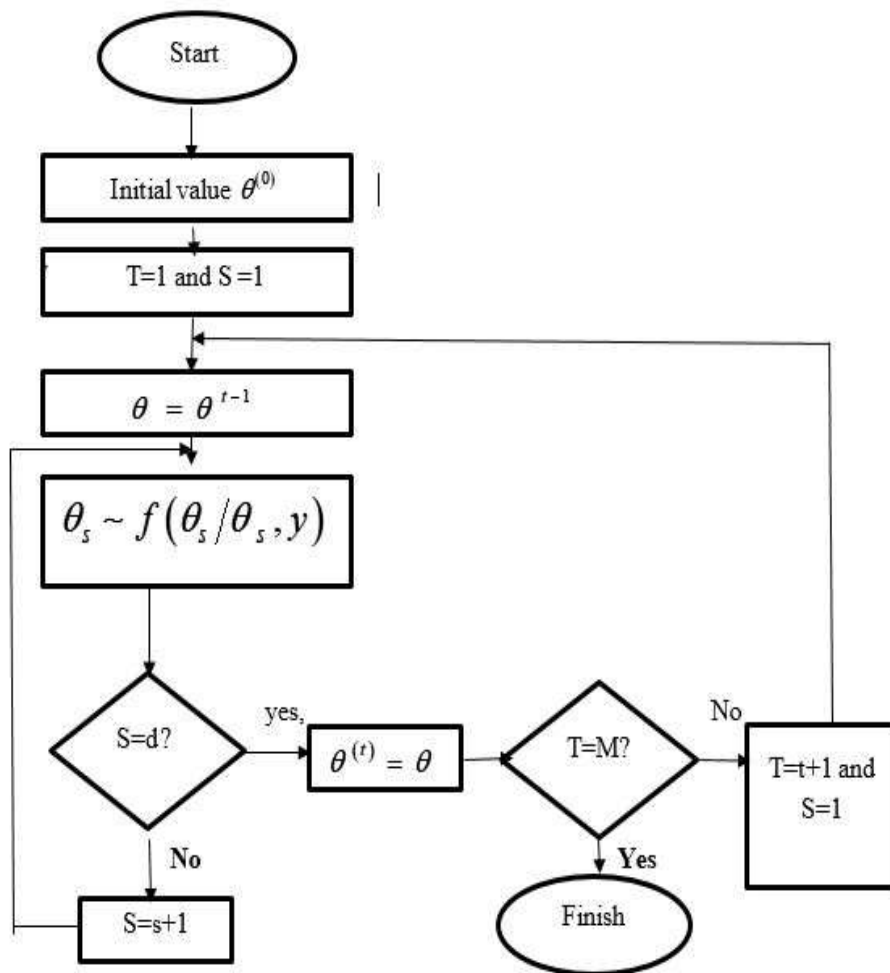 Start
Initial value θ^(0)
T=1 and S =1
θ = θ^t−1
θ_s ~ f(θ_s/θ_s, y)
S=d?
yes,
θ^(t) = θ
T=M?
No
T=t+1 and
S=1
No
Yes
S=s+1
Finish